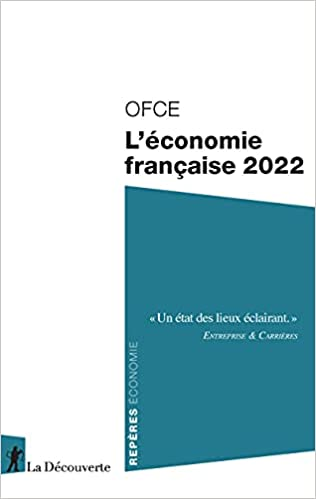 OFCE
L'économie
française 2022
« Un état des lieux éclairant. »
Entreprise & Carrières
REPÈRES ÉCONOMIE
La Découverte